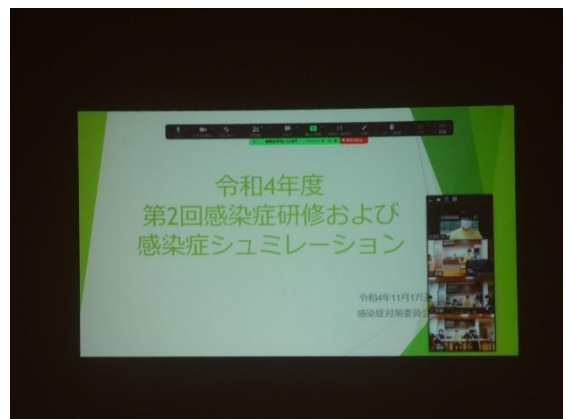 令和4年度
第2回感染症研修および
感染症シュミレーション
令和4年11月17日
感染症対策委員会